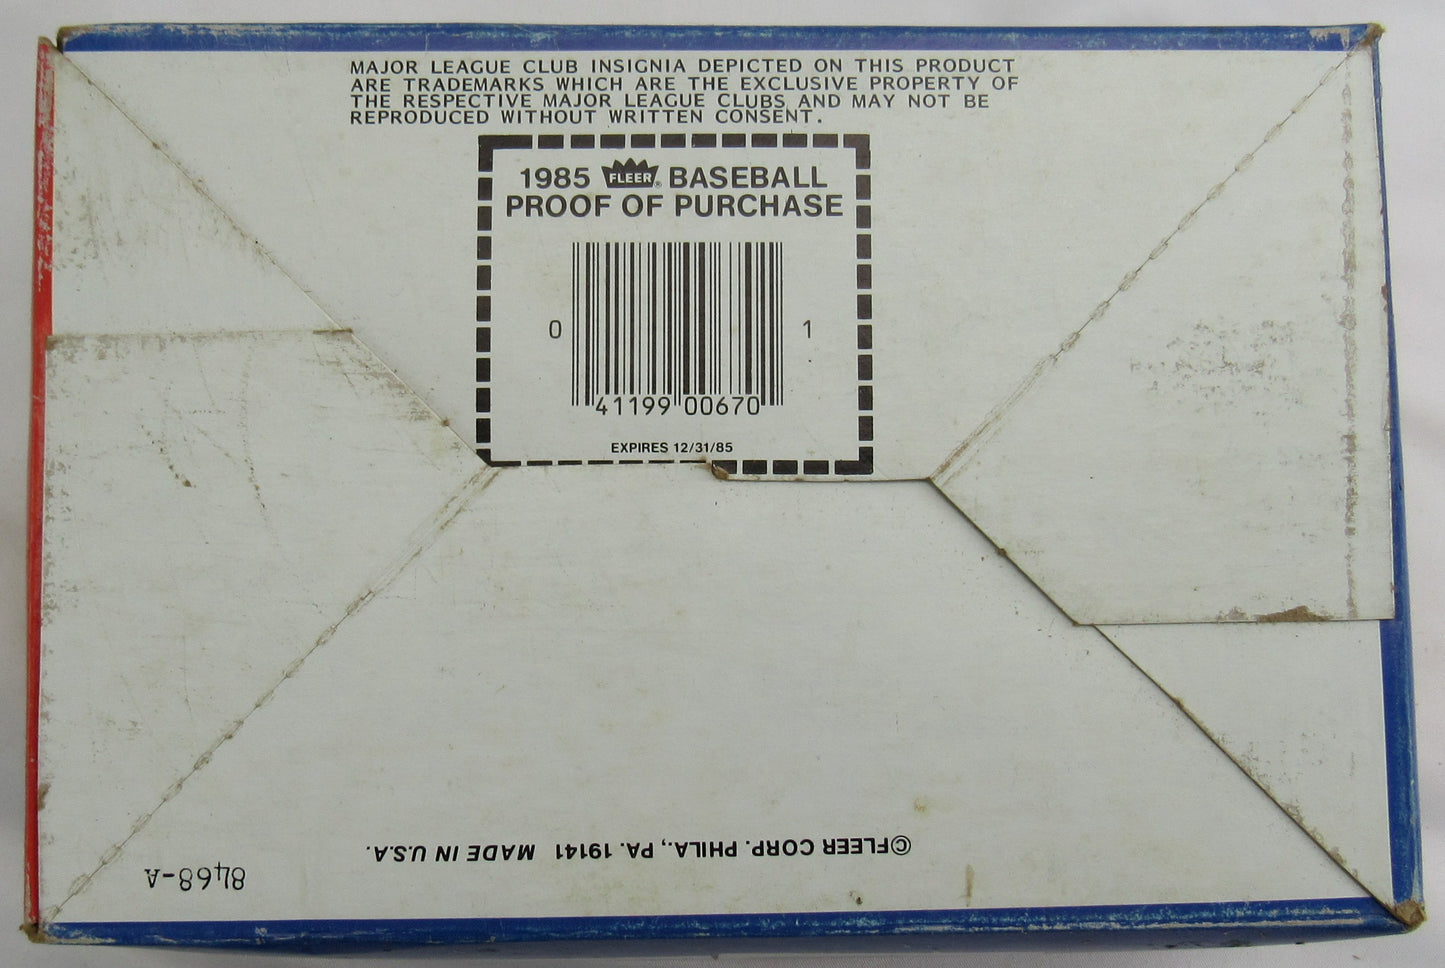 MAJOR LEAGUE CLUB INSIGNIA DEPICTED ON THIS PRODUCT
ARE TRADEMARKS WHICH ARE THE EXCLUSIVE PROPERTY OF
THE RESPECTIVE MAJOR LEAGUE CLUBS AND MAY NOT BE
REPRODUCED WITHOUT WRITTEN CONSENT.
1985 FLEER® BASEBALL
PROOF OF PURCHASE
0 41199 00670 1
EXPIRES 12/31/85
©FLEER CORP. PHILA., PA. 19141 MADE IN U.S.A.
8468-A